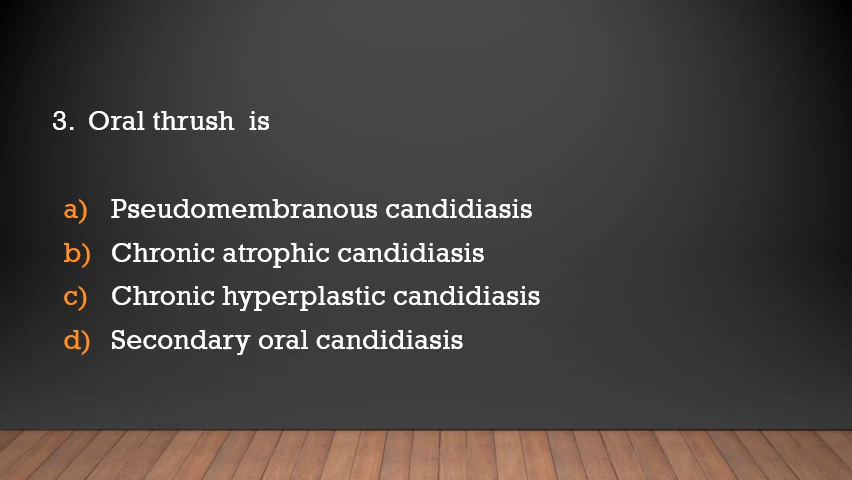 3. Oral thrush is
a) Pseudomembranous candidiasis
b) Chronic atrophic candidiasis
c) Chronic hyperplastic candidiasis
d) Secondary oral candidiasis